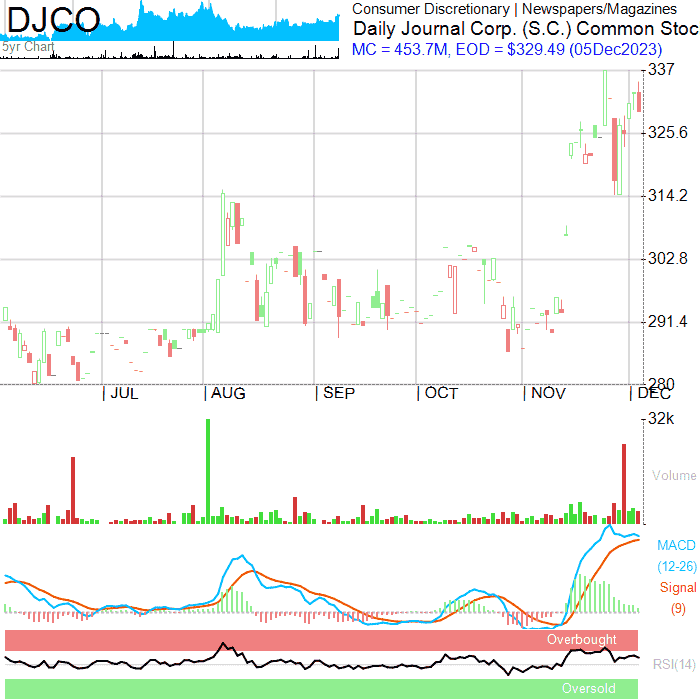 DJCO
5yr Chart
Consumer Discretionary | Newspapers/Magazines
Daily Journal Corp. (S.C.) Common Stoc
MC = 453.7M, EOD = $329.49 (05Dec2023)
337
325.6
314.2
302.8
291.4
280
|JUL |AUG |SEP |OCT |NOV |DEC
32k
Volume
MACD
(12-26)
Signal
(9)
Overbought
RSI(14)
Oversold